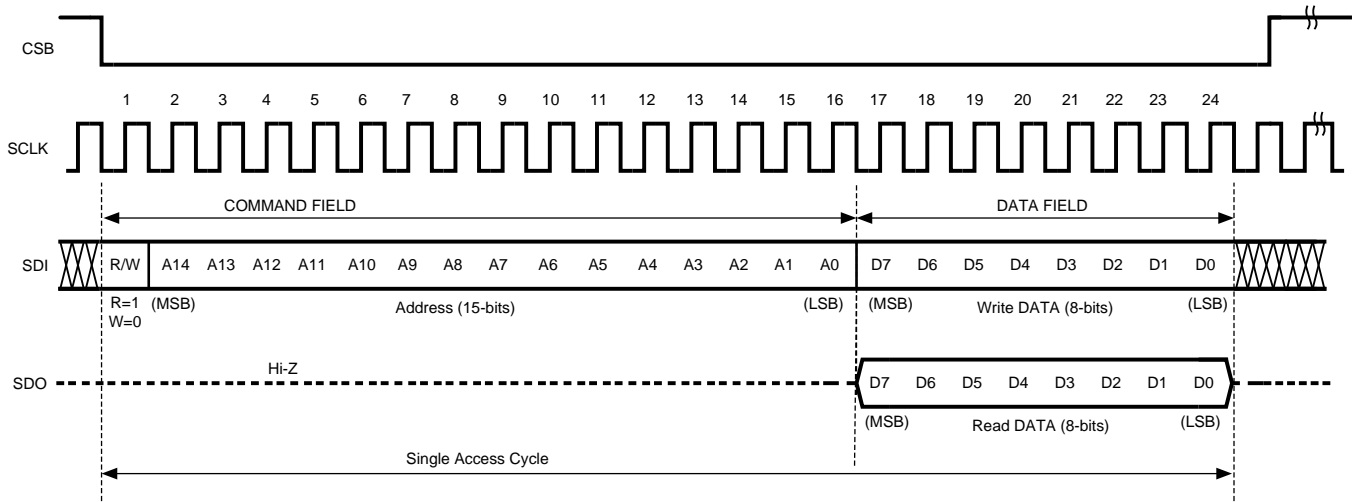 CSB
1 2 3 4 5 6 7 8 9 10 11 12 13 14 15 16 17 18 19 20 21 22 23 24
SCLK
COMMAND FIELD DATA FIELD
SDI R/W A14 A13 A12 A11 A10 A9 A8 A7 A6 A5 A4 A3 A2 A1 A0 D7 D6 D5 D4 D3 D2 D1 D0
R=1 (MSB) Address (15-bits) (LSB) (MSB) Write DATA (8-bits) (LSB)
W=0
Hi-Z
SDO D7 D6 D5 D4 D3 D2 D1 D0
(MSB) Read DATA (8-bits) (LSB)
Single Access Cycle